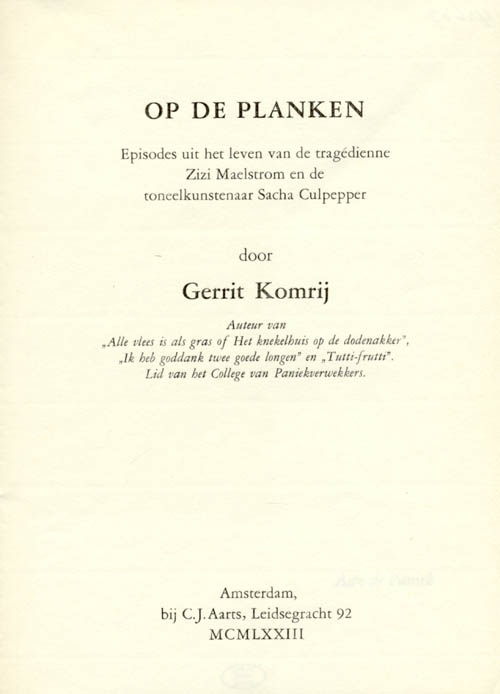 OP DE PLANKEN
Episodes uit het leven van de tragédienne
Zizi Maelstrom en de
toneelkunstenaar Sacha Culpepper
door
Gerrit Komrij
Auteur van
„Alle vlees is als gras of Het knekelhuis op de dodenakker”,
„Ik heb goddank twee goede longen” en „Tutti-frutti”.
Lid van het College van Paniekverwekkers.
Amsterdam,
bij C.J. Aarts, Leidsegracht 92
MCMLXXIII